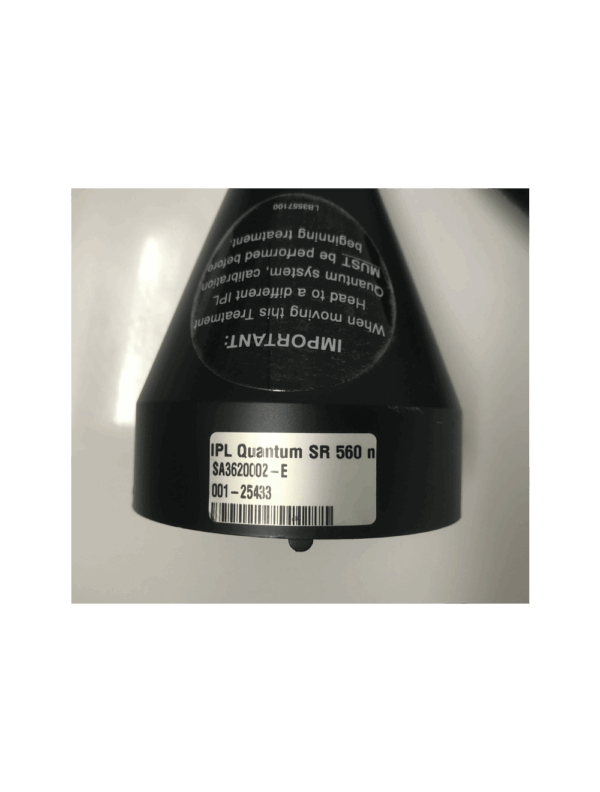 IMPORTANT:
When moving this Treatment
Head to a different IPL
Quantum system, calibration
MUST be performed before
beginning treatment.
LB3557100
IPL Quantum SR 560 n
SA3620002-E
001-25433